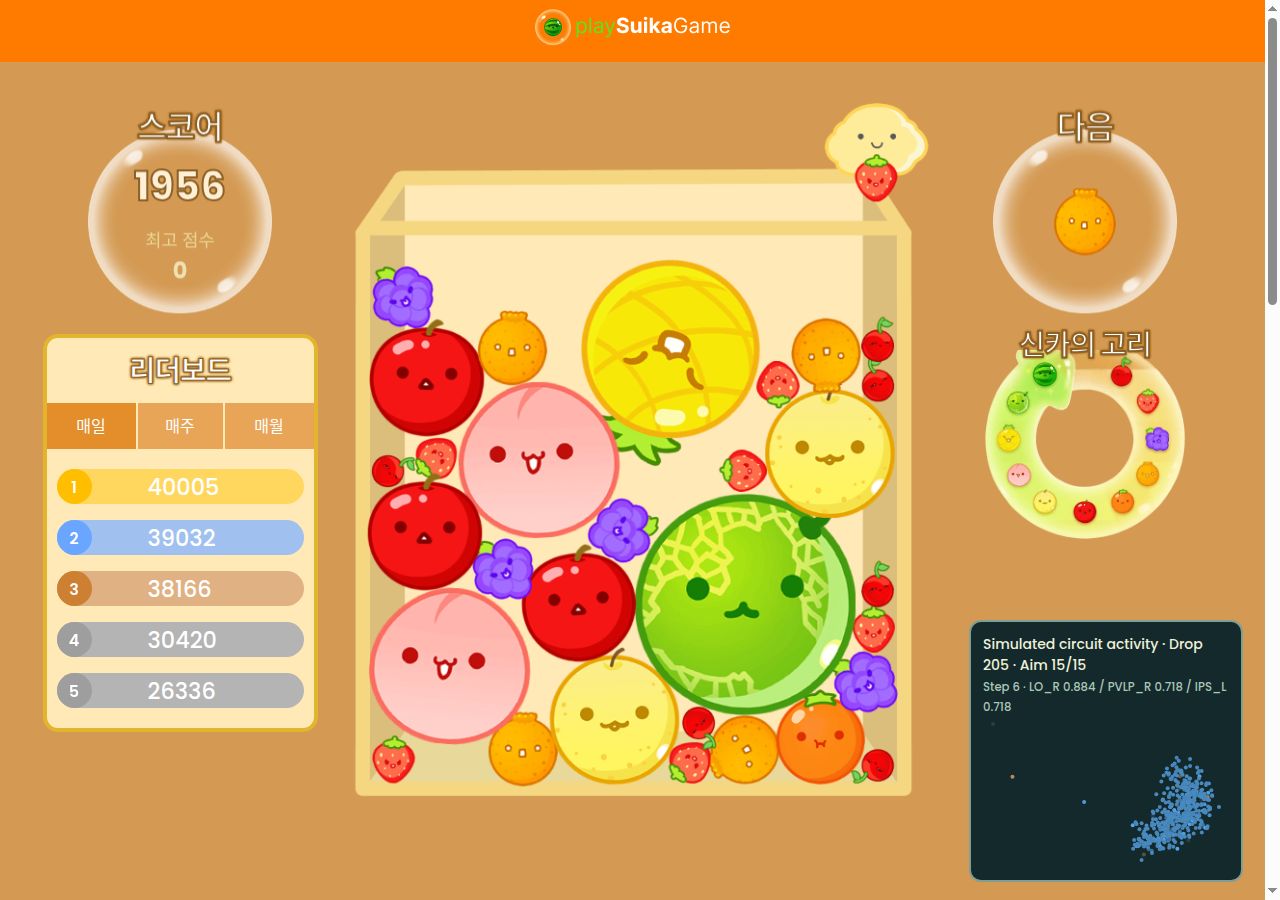 playSuikaGame
스코어
1956
최고 점수
0
다음
신카의 고리
리더보드
매일 매주 매월
1 40005
2 39032
3 38166
4 30420
5 26336
Simulated circuit activity · Drop
205 · Aim 15/15
Step 6 · LO_R 0.884 / PVLP_R 0.718 / IPS_L
0.718